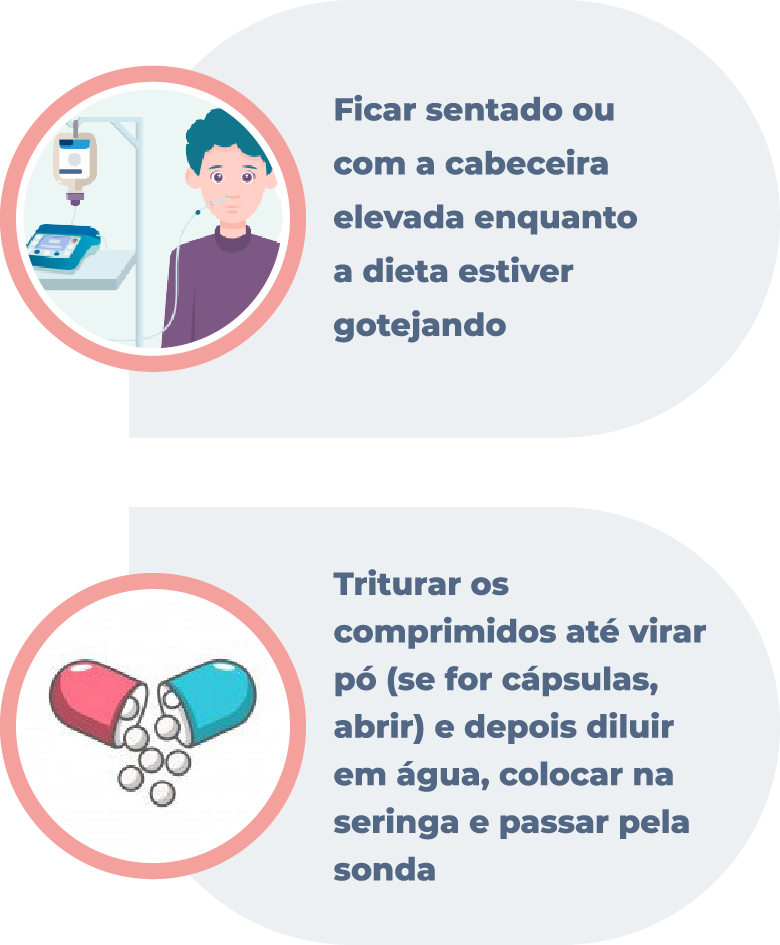 Ficar sentado ou
com a cabeceira
elevada enquanto
a dieta estiver
gotejando
Triturar os
comprimidos até virar
pó (se for cápsulas,
abrir) e depois diluir
em água, colocar na
seringa e passar pela
sonda